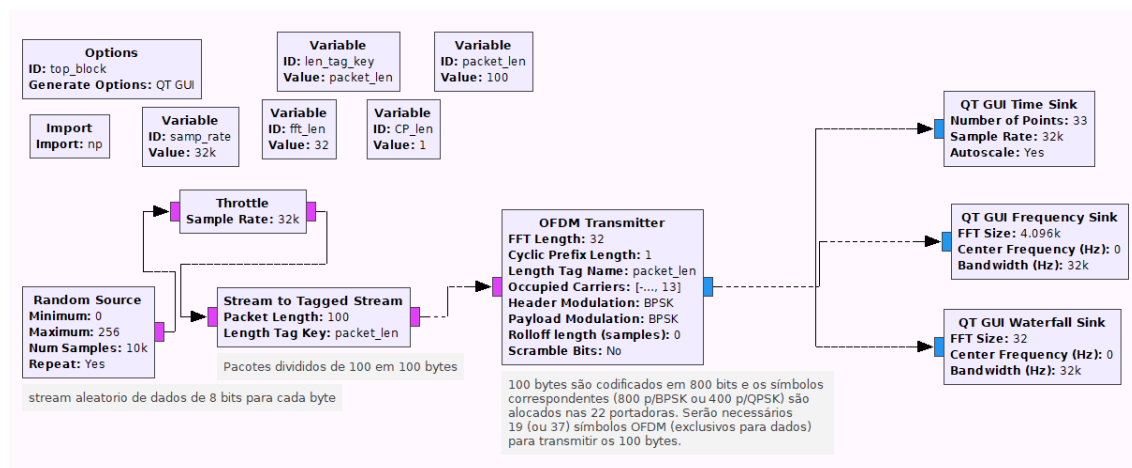 Options
ID: top_block
Generate Options: QT GUI
Variable
ID: len_tag_key
Value: packet_len
Variable
ID: packet_len
Value: 100
Import
Import: np
Variable
ID: samp_rate
Value: 32k
Variable
ID: fft_len
Value: 32
Variable
ID: CP_len
Value: 1
QT GUI Time Sink
Number of Points: 33
Sample Rate: 32k
Autoscale: Yes
Throttle
Sample Rate: 32k
OFDM Transmitter
FFT Length: 32
Cyclic Prefix Length: 1
Length Tag Name: packet_len
Occupied Carriers: [-..., 13]
Header Modulation: BPSK
Payload Modulation: BPSK
Rolloff length (samples): 0
Scramble Bits: No
QT GUI Frequency Sink
FFT Size: 4.096k
Center Frequency (Hz): 0
Bandwidth (Hz): 32k
Random Source
Minimum: 0
Maximum: 256
Num Samples: 10k
Repeat: Yes
Stream to Tagged Stream
Packet Length: 100
Length Tag Key: packet_len
QT GUI Waterfall Sink
FFT Size: 32
Center Frequency (Hz): 0
Bandwidth (Hz): 32k
Pacotes divididos de 100 em 100 bytes
stream aleatorio de dados de 8 bits para cada byte
100 bytes são codificados em 800 bits e os símbolos
correspondentes (800 p/BPSK ou 400 p/QPSK) são
alocados nas 22 portadoras. Serão necessários
19 (ou 37) símbolos OFDM (exclusivos para dados)
para transmitir os 100 bytes.